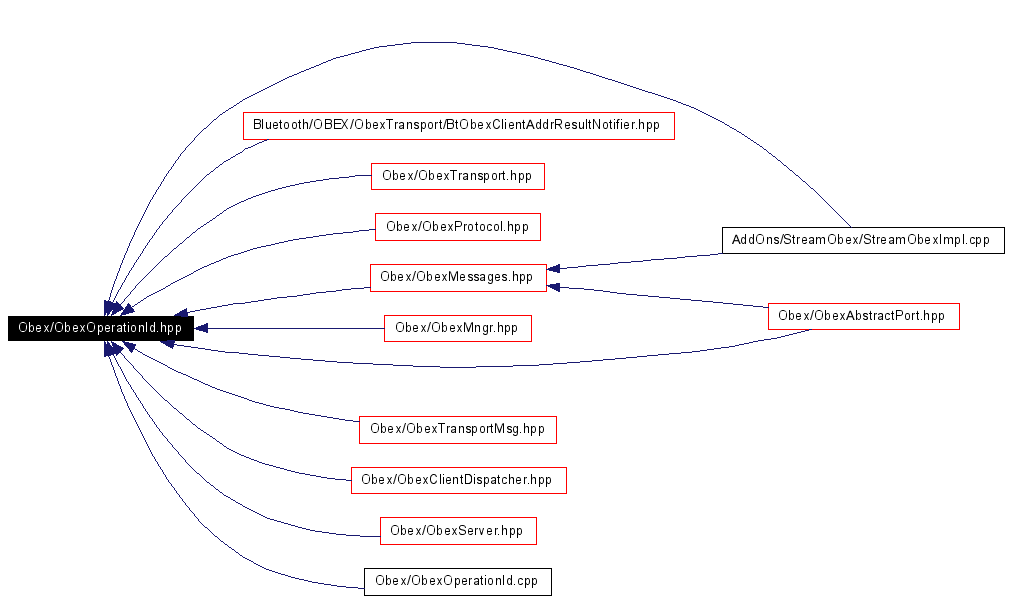 Bluetooth/OBEX/ObexTransport/BtObexClientAddrResultNotifier.hpp
Obex/ObexTransport.hpp
Obex/ObexProtocol.hpp
AddOns/StreamObex/StreamObexImpl.cpp
Obex/ObexMessages.hpp
Obex/ObexAbstractPort.hpp
Obex/ObexOperationId.hpp
Obex/ObexMngr.hpp
Obex/ObexTransportMsg.hpp
Obex/ObexClientDispatcher.hpp
Obex/ObexServer.hpp
Obex/ObexOperationId.cpp